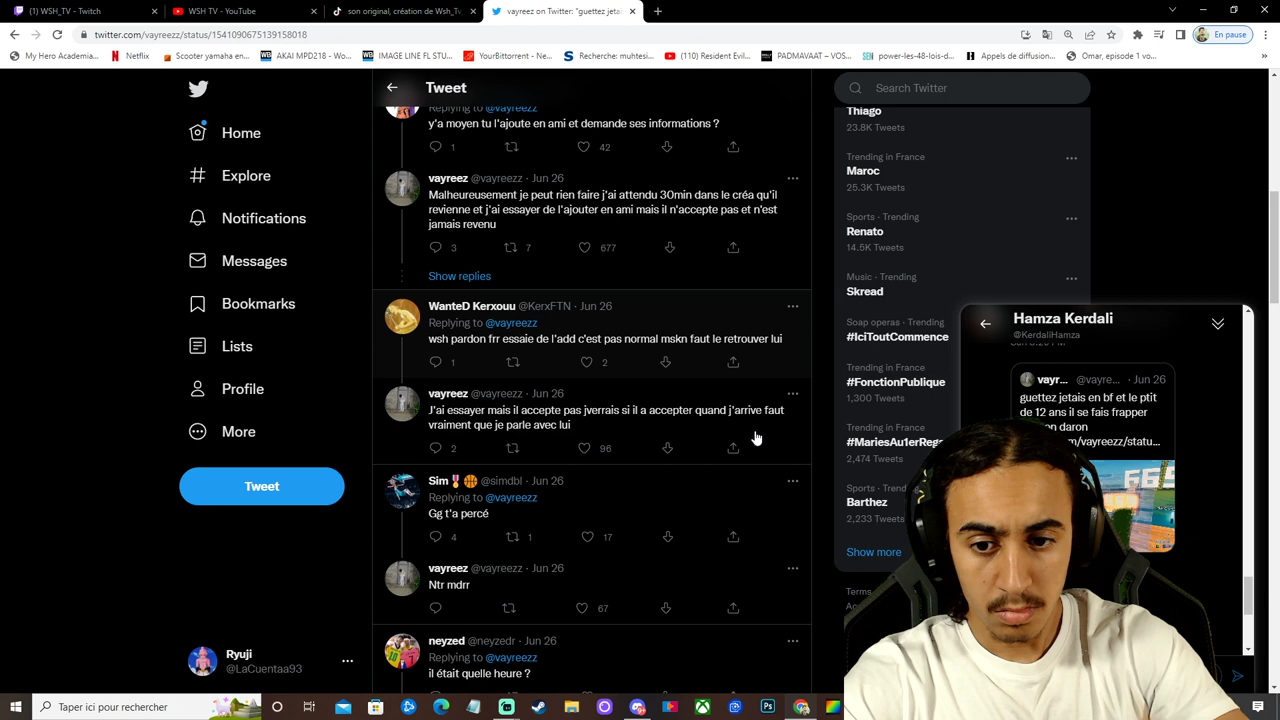 (1) WSH_TV - Twitch
WSH TV - YouTube
son original, création de Wsh_Tv
vayreez on Twitter: "guettez jeta
twitter.com/vayreezz/status/1541090675139158018
En pause
My Hero Academia...
Netflix
Scooter yamaha en...
AKAI MPD218 - Wo...
IMAGE LINE FL STU...
YourBittorrent - Ne...
Recherche: muhtesi...
(110) Resident Evil...
PADMAVAAT – VOS...
power-les-48-lois-d...
Appels de diffusion...
Omar, episode 1 vo...
Home
Explore
Notifications
Messages
Bookmarks
Lists
Profile
More
Tweet
Ryuji
@LaCuentaa93
Tweet
Replying to @vayreezz
y'a moyen tu l'ajoute en ami et demande ses informations ?
1 42
vayreez @vayreezz · Jun 26
Malheureusement je peut rien faire j'ai attendu 30min dans le créa qu'il
revienne et j'ai essayer de l'ajouter en ami mais il n'accepte pas et n'est
jamais revenu
3 7 677
Show replies
WanteD Kerxouu @KerxFTN · Jun 26
Replying to @vayreezz
wsh pardon frr essaie de l'add c'est pas normal mskn faut le retrouver lui
1 2
vayreez @vayreezz · Jun 26
J'ai essayer mais il accepte pas jverrais si il a accepter quand j'arrive faut
vraiment que je parle avec lui
2 96
Sim🎖️🏀 @simdbl · Jun 26
Replying to @vayreezz
Gg t'a percé
4 1 17
vayreez @vayreezz · Jun 26
Ntr mdrr
67
neyzed @neyzedr · Jun 26
Replying to @vayreezz
il était quelle heure ?
Search Twitter
Thiago
23.8K Tweets
Trending in France
Maroc
25.3K Tweets
Sports · Trending
Renato
14.5K Tweets
Music · Trending
Skread
Soap operas · Trending
#IciToutCommence
Trending in France
#FonctionPublique
1,300 Tweets
Trending in France
#MariesAu1erRega
2,474 Tweets
Sports · Trending
Barthez
2,233 Tweets
Show more
Terms
Hamza Kerdali
@KerdaliHamza
vayr... @vayre... · Jun 26
guettez jetais en bf et le ptit
de 12 ans il se fais frapper
on daron
m/vayreezz/statu...
Taper ici pour rechercher